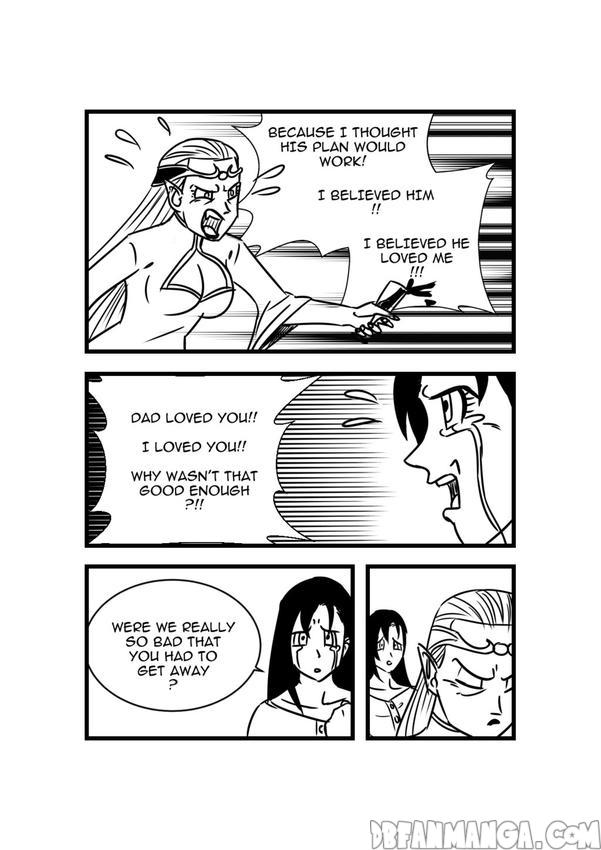 BECAUSE I THOUGHT
HIS PLAN WOULD
WORK!
I BELIEVED HIM
!!
I BELIEVED HE
LOVED ME
!!!
DAD LOVED YOU!!
I LOVED YOU!!
WHY WASN'T THAT
GOOD ENOUGH
?!!
WERE WE REALLY
SO BAD THAT
YOU HAD TO
GET AWAY
?
DBFANMANGA.COM